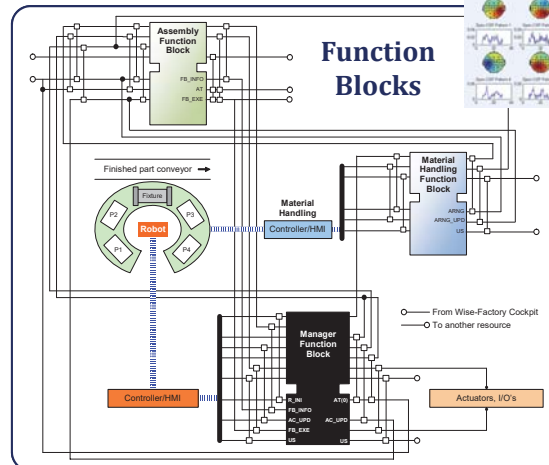 Assembly
Function
Block
FB_INFO
AT
FB_EXE
Function
Blocks
Finished part conveyor
Fixture
P2
P3
Robot
P1
P4
Material
Handling
Controller/HMI
Material
Handling
Function
Block
ARNG
ARNG_UPD
US
From Wise-Factory Cockpit
To another resource
Manager
Function
Block
R_INI
AT(0)
FB_INFO
AC_UPD
AC_UPD
FB_EXE
US
US
Controller/HMI
Actuators, I/O's